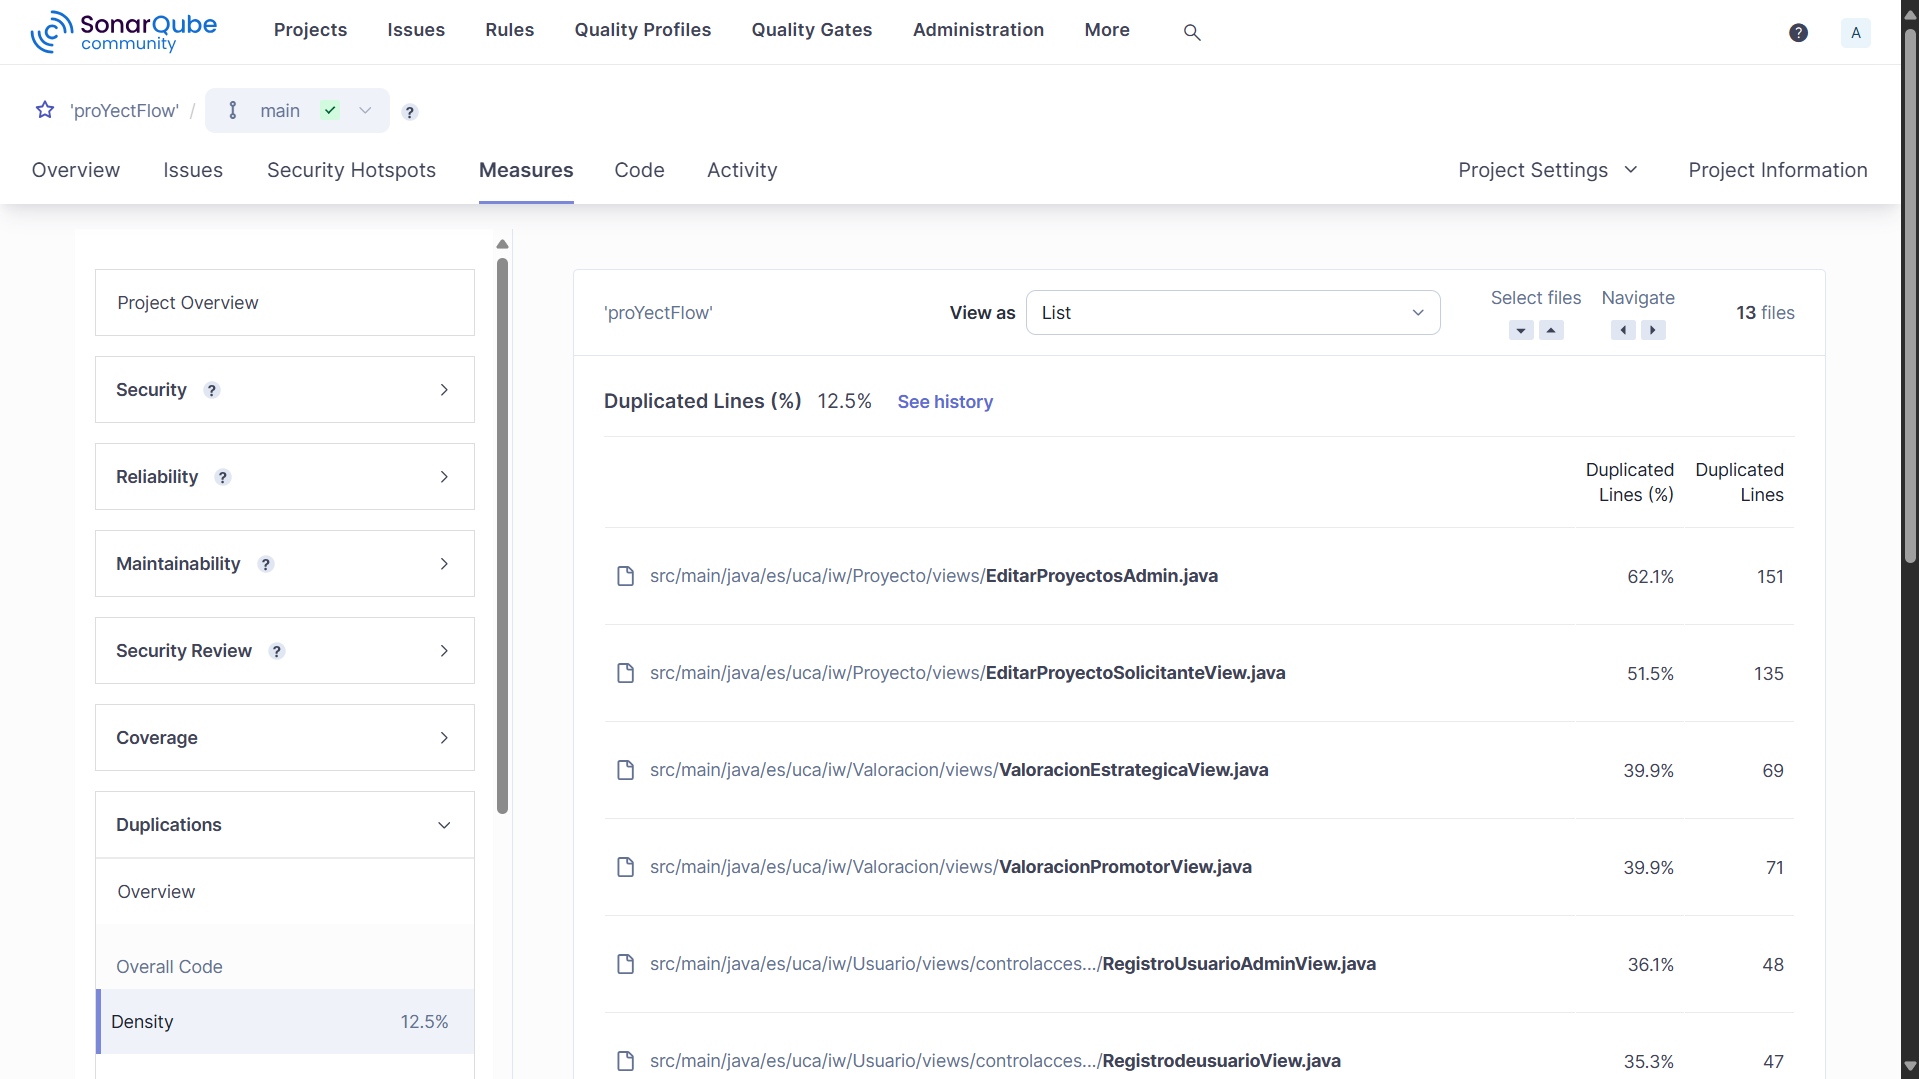 SonarQube
community
Projects
Issues
Rules
Quality Profiles
Quality Gates
Administration
More
?
A
'proYectFlow' / main ?
Overview
Issues
Security Hotspots
Measures
Code
Activity
Project Settings
Project Information
Project Overview
Security ?
Reliability ?
Maintainability ?
Security Review ?
Coverage
Duplications
Overview
Overall Code
Density 12.5%
'proYectFlow'
View as List
Select files
Navigate
13 files
Duplicated Lines (%) 12.5% See history
Duplicated Lines (%)
Duplicated Lines
src/main/java/es/uca/iw/Proyecto/views/EditarProyectosAdmin.java 62.1% 151
src/main/java/es/uca/iw/Proyecto/views/EditarProyectoSolicitanteView.java 51.5% 135
src/main/java/es/uca/iw/Valoracion/views/ValoracionEstrategicaView.java 39.9% 69
src/main/java/es/uca/iw/Valoracion/views/ValoracionPromotorView.java 39.9% 71
src/main/java/es/uca/iw/Usuario/views/controlacces.../RegistroUsuarioAdminView.java 36.1% 48
src/main/java/es/uca/iw/Usuario/views/controlacces.../RegistrodeusuarioView.java 35.3% 47